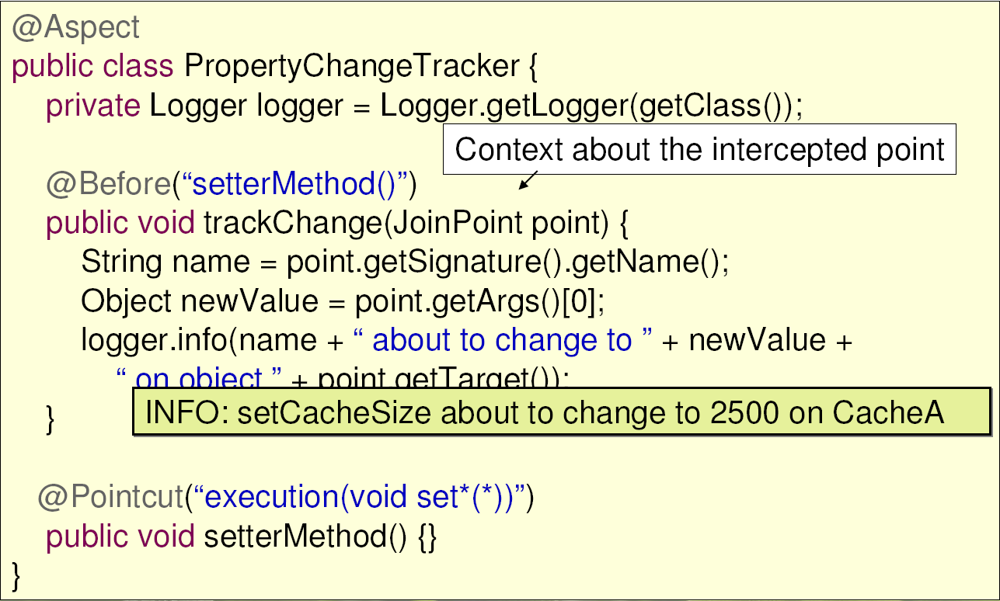 @Aspect
public class PropertyChangeTracker {
private Logger logger = Logger.getLogger(getClass());
Context about the intercepted point
@Before(“setterMethod()”)
public void trackChange(JoinPoint point) {
String name = point.getSignature().getName();
Object newValue = point.getArgs()[0];
logger.info(name + “ about to change to ” + newValue +
“ on object ” + point.getTarget());
}
INFO: setCacheSize about to change to 2500 on CacheA
@Pointcut(“execution(void set*(*))”)
public void setterMethod() {}
}